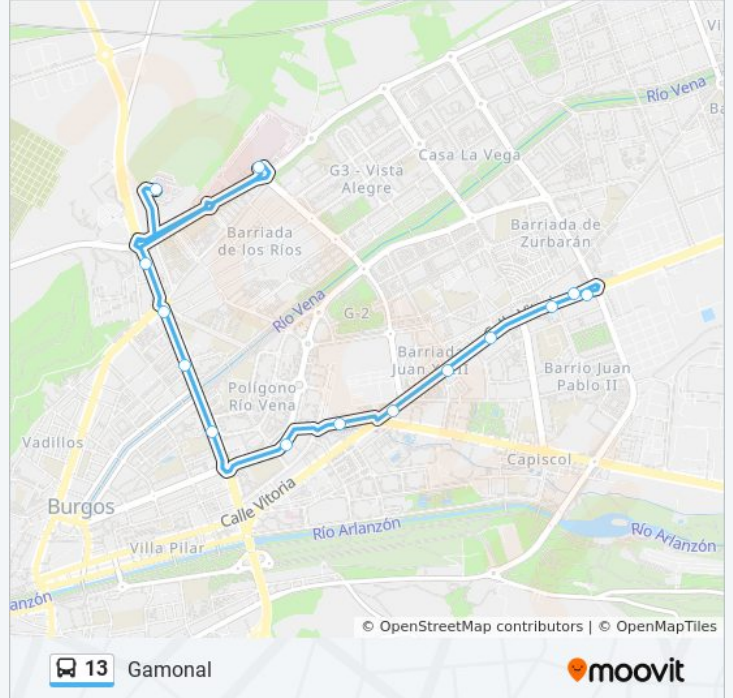 Vi
Río Vena
Ba
G3 - Vista
Alegre
Casa La Vega
Barriada
de los Ríos
Barriada de
Zurbarán
Río Vena
G-2
Barriada
Juan XXIII
Barrio Juan
Pablo II
Polígono
Río Vena
Vadillos
Capiscol
Burgos
Calle Vitoria
Río Arlanzón
Río Arlanzón
Villa Pilar
anzón
© OpenStreetMap contributors | © OpenMapTiles
13 Gamonal
moovit